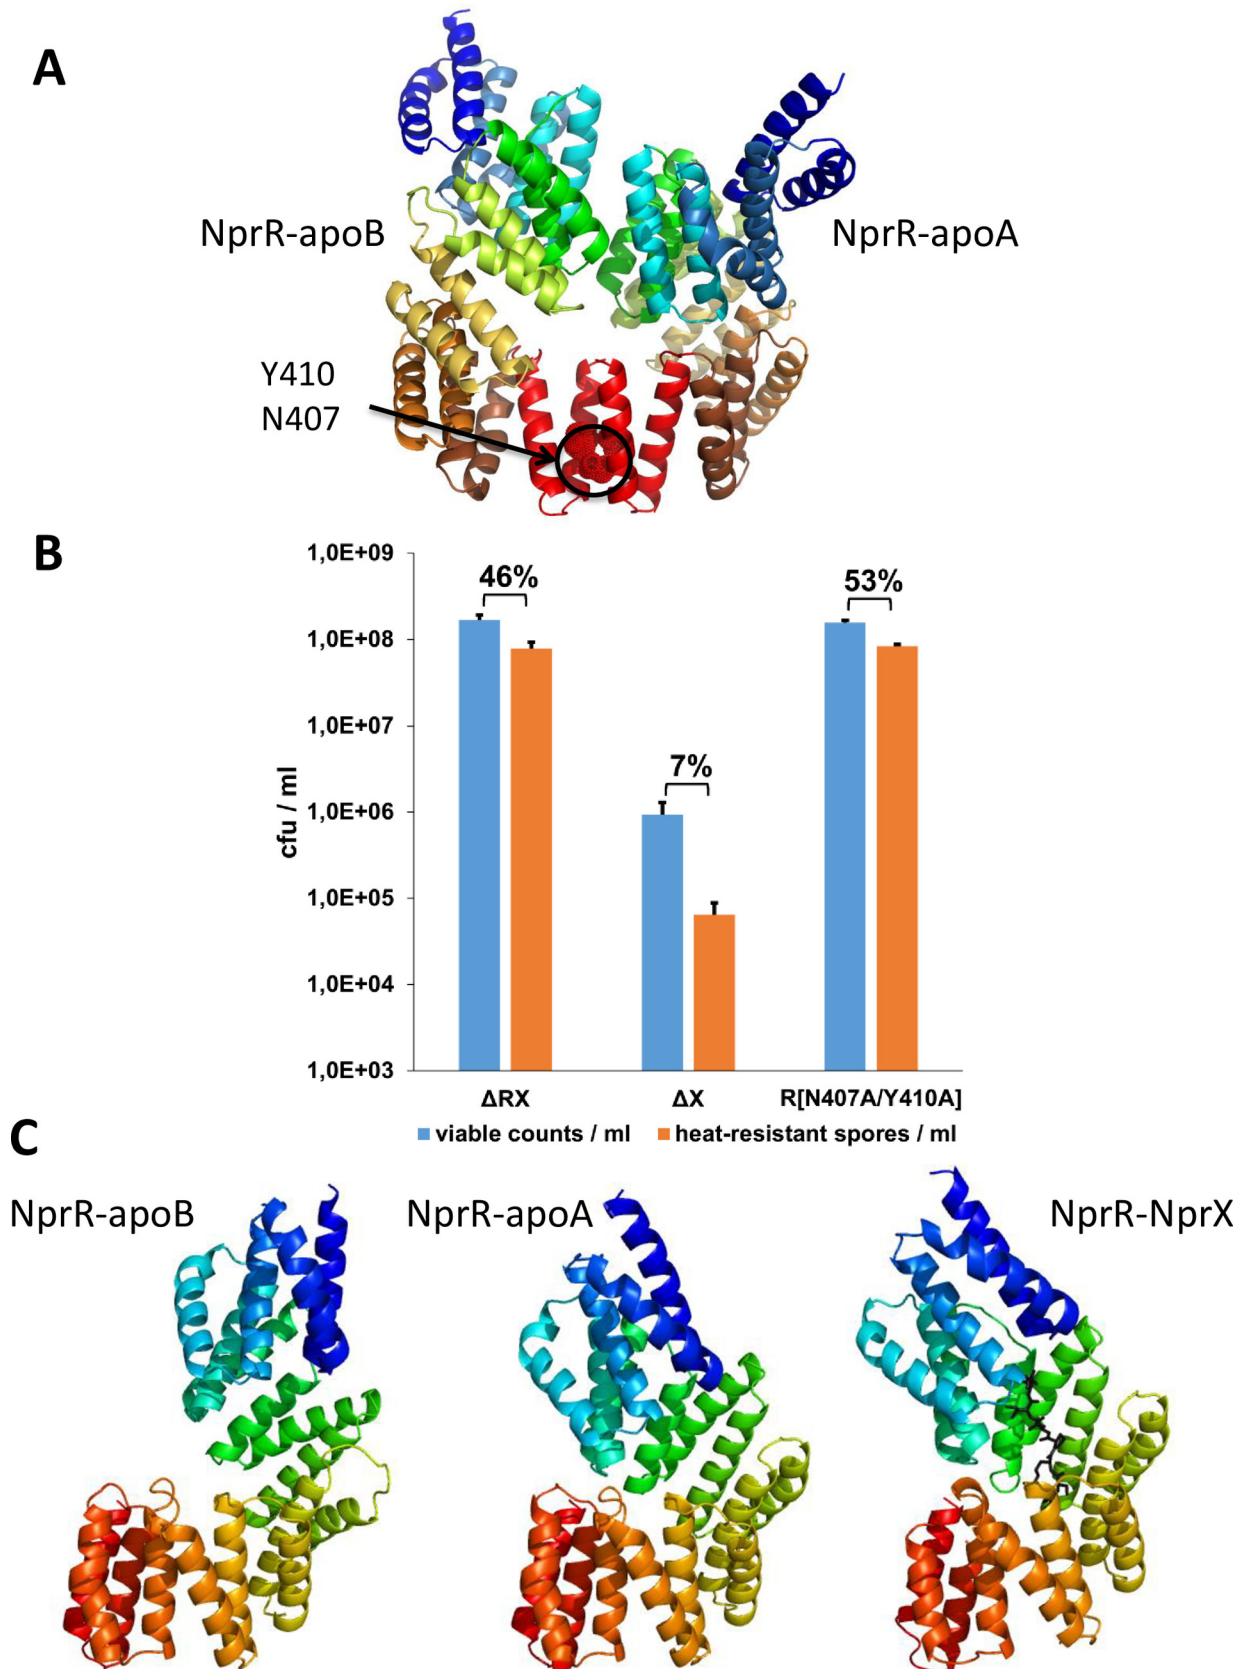 A
NprR-apoB
NprR-apoA
Y410
N407
B
1,0E+09
1,0E+08
1,0E+07
1,0E+06
1,0E+05
1,0E+04
1,0E+03
cfu / ml
46%
7%
53%
ΔRX
ΔX
R[N407A/Y410A]
viable counts / ml
heat-resistant spores / ml
C
NprR-apoB
NprR-apoA
NprR-NprX